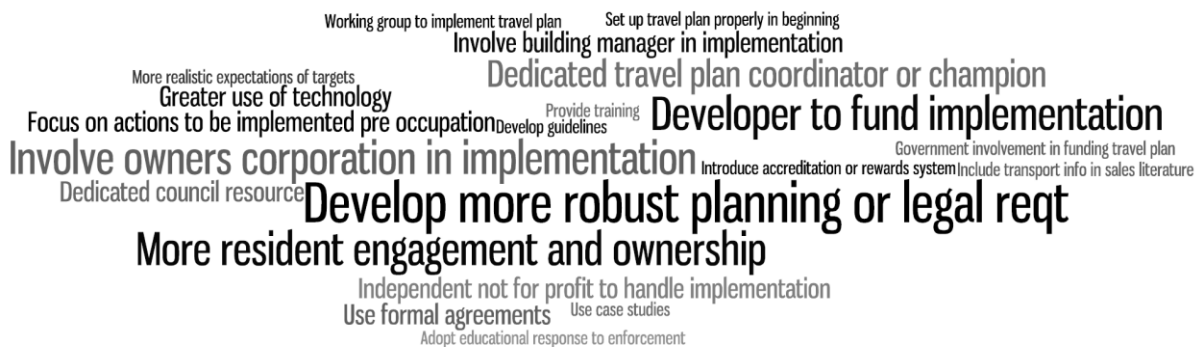 Working group to implement travel plan
Set up travel plan properly in beginning
Involve building manager in implementation
More realistic expectations of targets
Dedicated travel plan coordinator or champion
Greater use of technology
Provide training
Developer to fund implementation
Focus on actions to be implemented pre occupation
Develop guidelines
Involve owners corporation in implementation
Government involvement in funding travel plan
Introduce accreditation or rewards system
Include transport info in sales literature
Dedicated council resource
Develop more robust planning or legal reqt
More resident engagement and ownership
Independent not for profit to handle implementation
Use formal agreements
Use case studies
Adopt educational response to enforcement